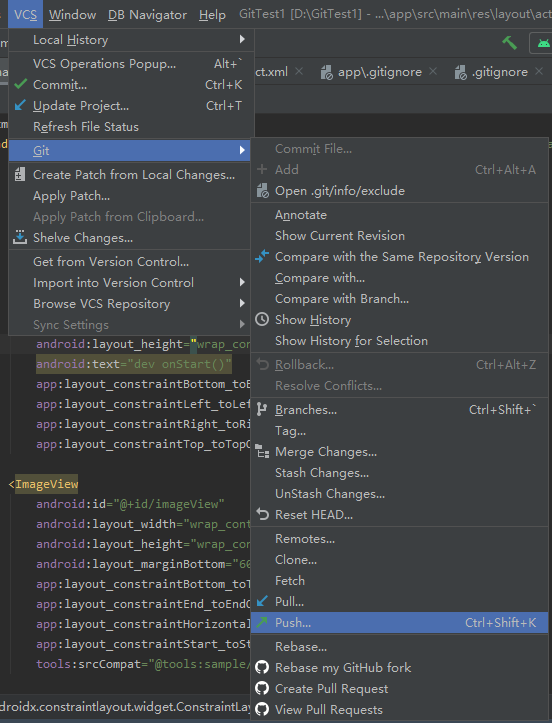 VCS Window DB Navigator Help GitTest1 [D:\GitTest1] - ...\app\src\main\res\layout\act
Local History
ct.xml × app\.gitignore × .gitignore ×
VCS Operations Popup... Alt+`
Commit... Ctrl+K
Update Project... Ctrl+T
Refresh File Status
Git
Create Patch from Local Changes...
Apply Patch...
Apply Patch from Clipboard...
Shelve Changes...
Get from Version Control...
Import into Version Control
Browse VCS Repository
Sync Settings
Commit File...
Add Ctrl+Alt+A
Open .git/info/exclude
Annotate
Show Current Revision
Compare with the Same Repository Version
Compare with...
Compare with Branch...
Show History
Show History for Selection
Rollback... Ctrl+Alt+Z
Resolve Conflicts...
Branches... Ctrl+Shift+`
Tag...
Merge Changes...
Stash Changes...
UnStash Changes...
Reset HEAD...
Remotes...
Clone...
Fetch
Pull...
Push... Ctrl+Shift+K
Rebase...
Rebase my GitHub fork
Create Pull Request
View Pull Requests
android:layout_height="wrap_con
android:text="dev onStart()"
app:layout_constraintBottom_toB
app:layout_constraintLeft_toLef
app:layout_constraintRight_toRi
app:layout_constraintTop_toTopO
<ImageView
android:id="@+id/imageView"
android:layout_width="wrap_cont
android:layout_height="wrap_con
android:layout_marginBottom="60
app:layout_constraintBottom_toT
app:layout_constraintEnd_toEndO
app:layout_constraintHorizontal
app:layout_constraintStart_toSt
tools:srcCompat="@tools:sample/
droidx.constraintlayout.widget.ConstraintLay